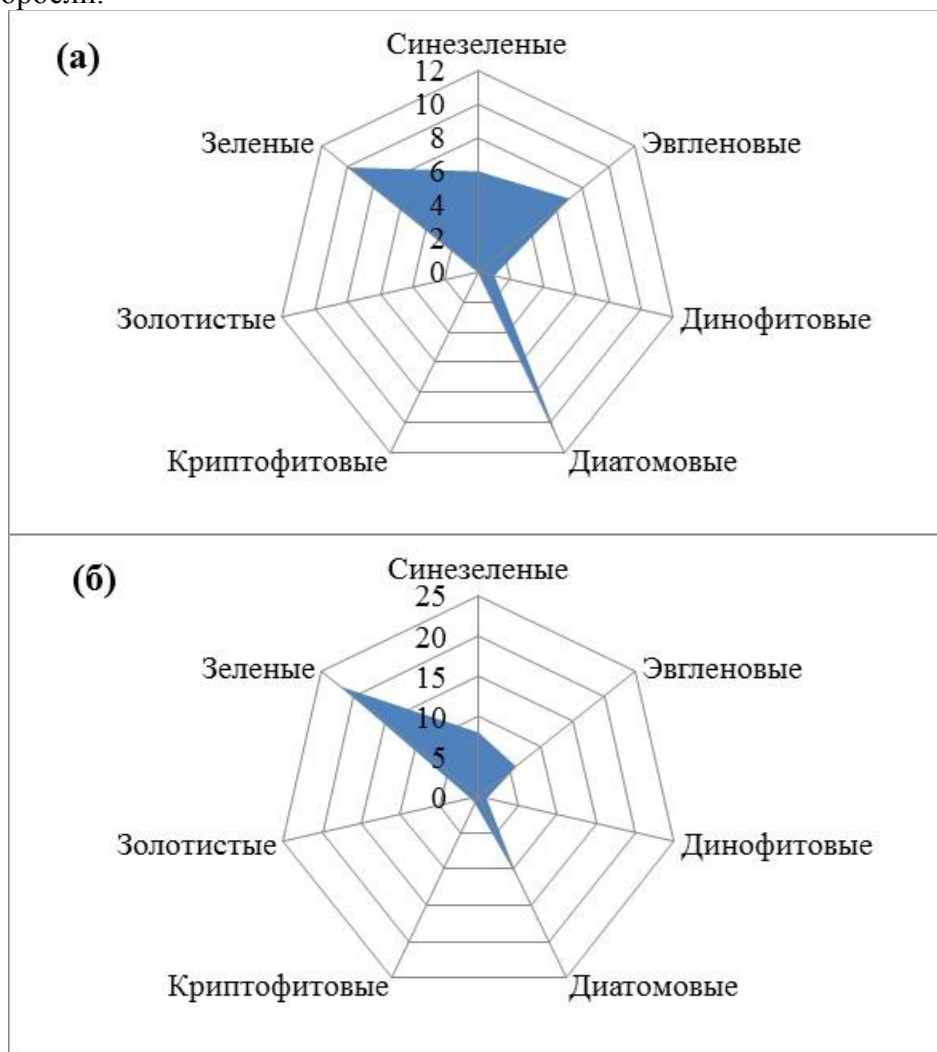 оросли.
(а)
Синезеленые
12
10
8
6
4
2
0
Зеленые
Эвгленовые
Золотистые
Динофитовые
Криптофитовые
Диатомовые
(б)
Синезеленые
25
20
15
10
5
0
Зеленые
Эвгленовые
Золотистые
Динофитовые
Криптофитовые
Диатомовые